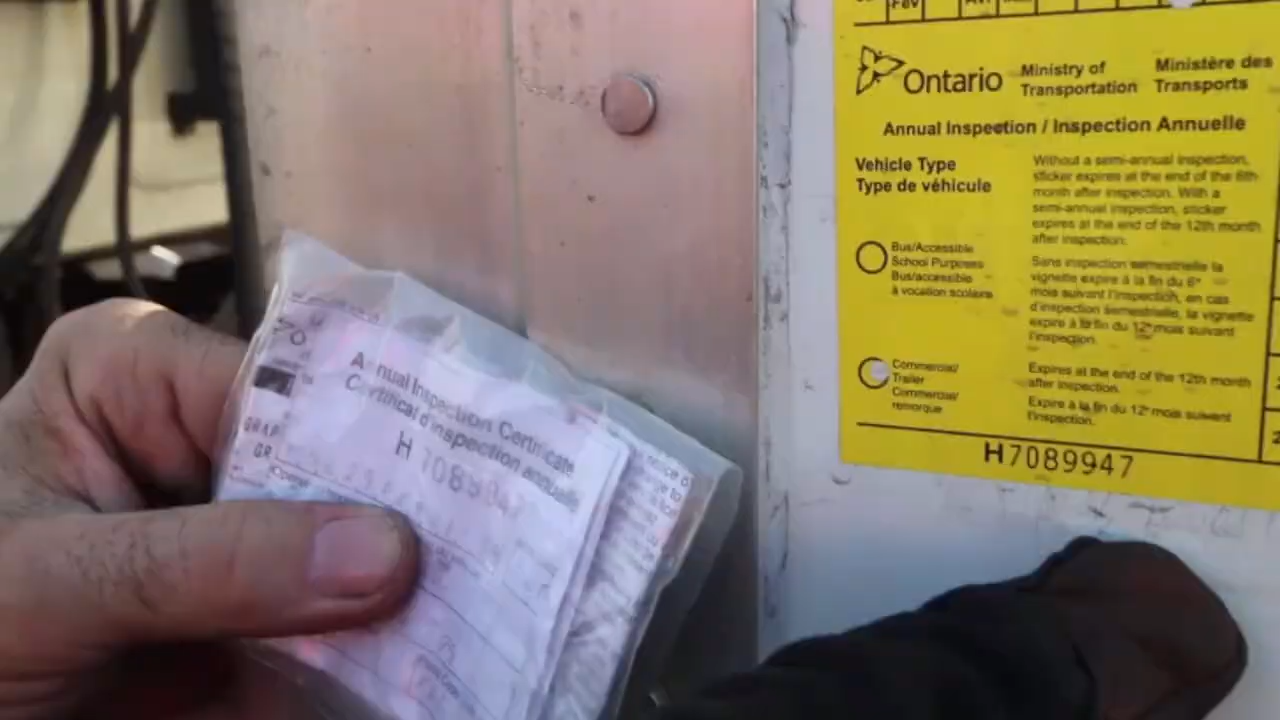 Fev
Avr
Ontario
Ministry of
Transportation
Ministère des
Transports
Annual Inspection / Inspection Annuelle
Vehicle Type
Type de véhicule
Without a semi-annual inspection,
sticker expires at the end of the 6th
month after inspection. With a
semi-annual inspection, sticker
expires at the end of the 12th month
after inspection.
Bus/Accessible
School Purposes
Bus/accessible
à vocation scolaire
Sans inspection semestrielle la
vignette expire à la fin du 6e
mois suivant l'inspection, en cas
d'inspection semestrielle, la vignette
expire à la fin du 12e mois suivant
l'inspection.
Commercial/
Trailer
Commercial/
remorque
Expires at the end of the 12th month
after inspection.
Expire à la fin du 12e mois suivant
l'inspection.
H7089947
Annual Inspection Certificate
Certificat d'inspection annuelle
H